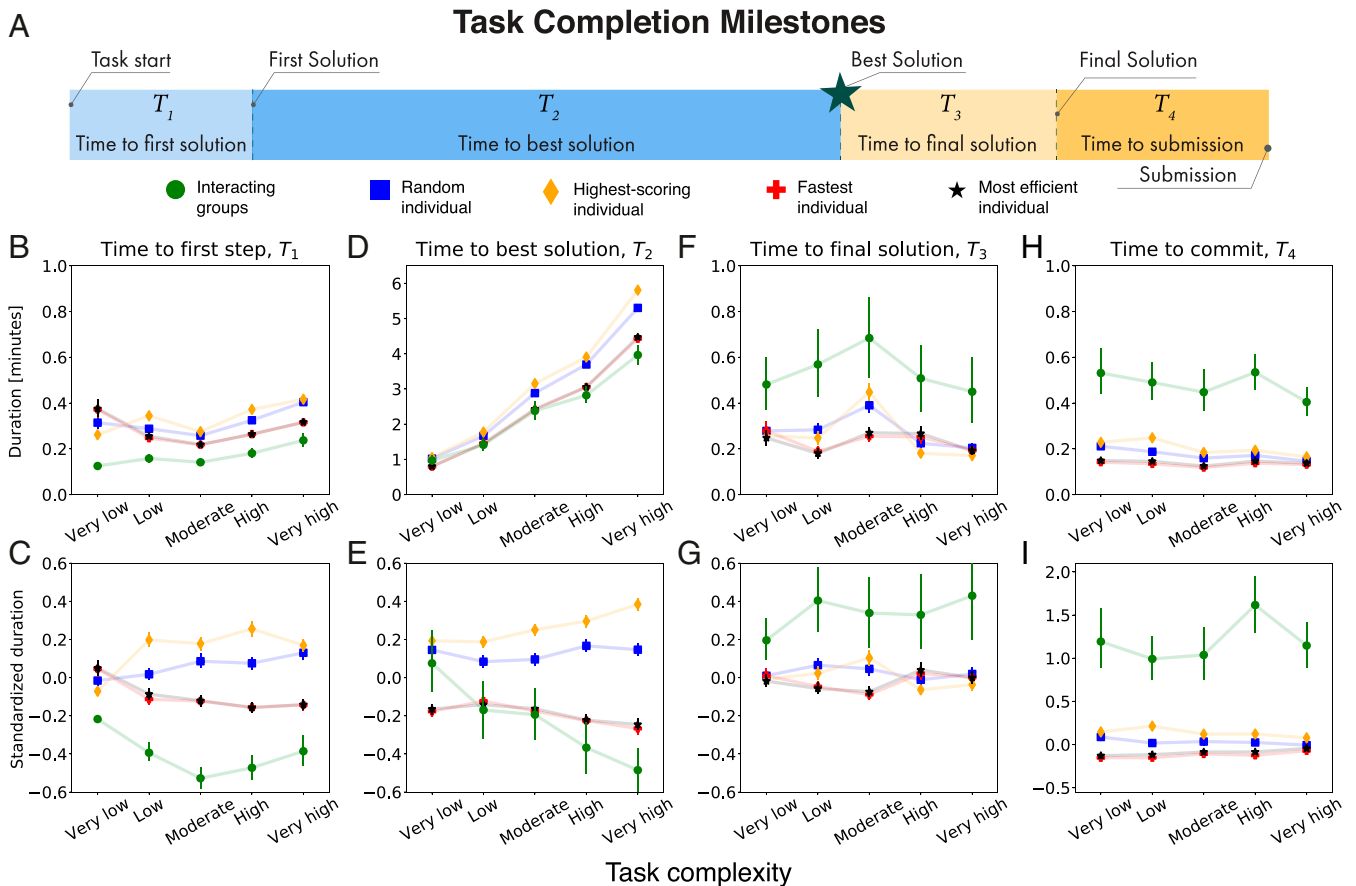 A
Task Completion Milestones
Task start
First Solution
Best Solution
Final Solution
T1
T2
T3
T4
Time to first solution
Time to best solution
Time to final solution
Time to submission
Submission
Interacting
groups
Random
individual
Highest-scoring
individual
Fastest
individual
Most efficient
individual
B
Time to first step, T1
Duration [minutes]
1.0
0.8
0.6
0.4
0.2
0.0
Very low
Low
Moderate
High
Very high
D
Time to best solution, T2
6
5
4
3
2
1
0
Very low
Low
Moderate
High
Very high
F
Time to final solution, T3
1.0
0.8
0.6
0.4
0.2
0.0
Very low
Low
Moderate
High
Very high
H
Time to commit, T4
1.0
0.8
0.6
0.4
0.2
0.0
Very low
Low
Moderate
High
Very high
C
Standardized duration
0.6
0.4
0.2
0.0
−0.2
−0.4
−0.6
Very low
Low
Moderate
High
Very high
E
0.6
0.4
0.2
0.0
−0.2
−0.4
−0.6
Very low
Low
Moderate
High
Very high
G
0.6
0.4
0.2
0.0
−0.2
−0.4
−0.6
Very low
Low
Moderate
High
Very high
I
2.0
1.5
1.0
0.5
0.0
−0.5
Very low
Low
Moderate
High
Very high
Task complexity